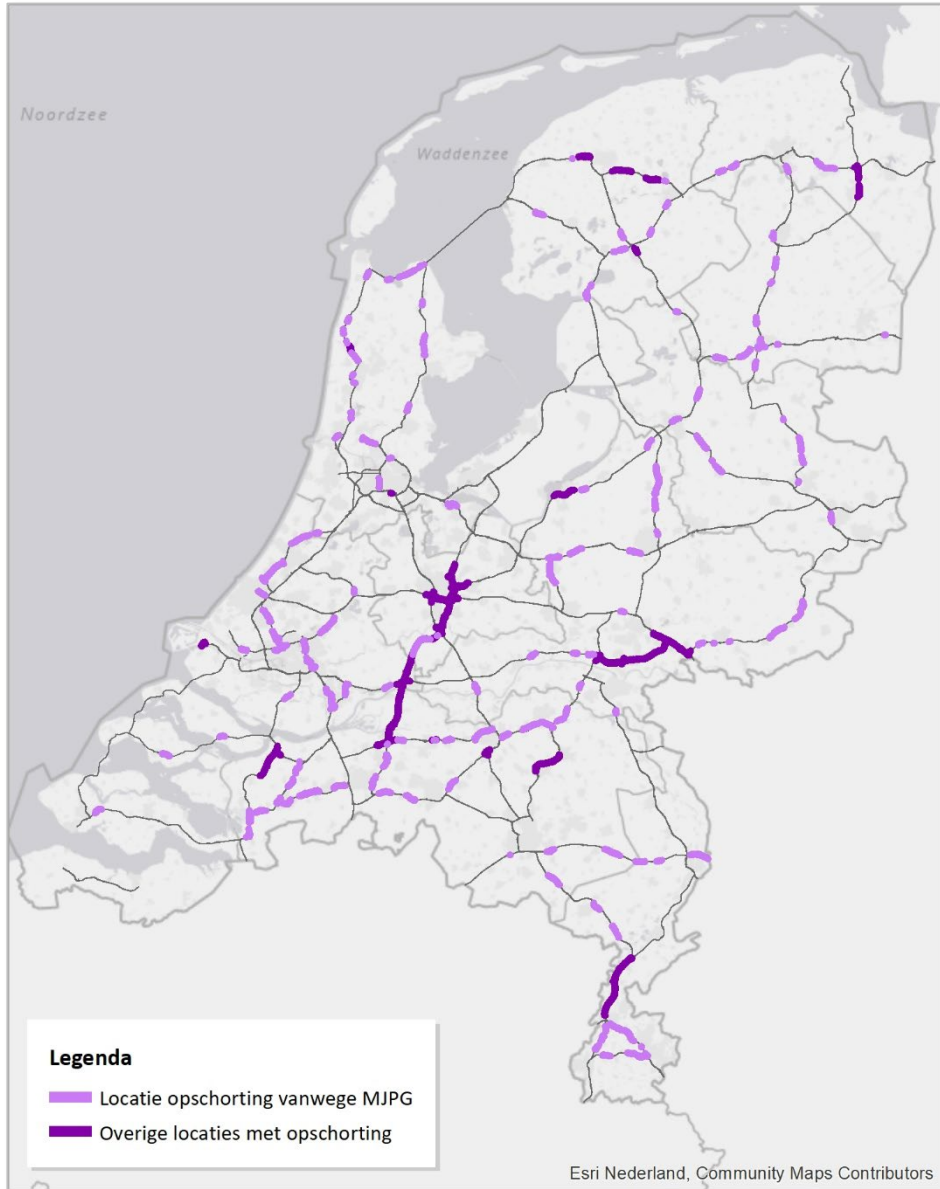 Noordzee
Waddenzee
Legenda
Locatie opschorting vanwege MJPG
Overige locaties met opschorting
Esri Nederland, Community Maps Contributors